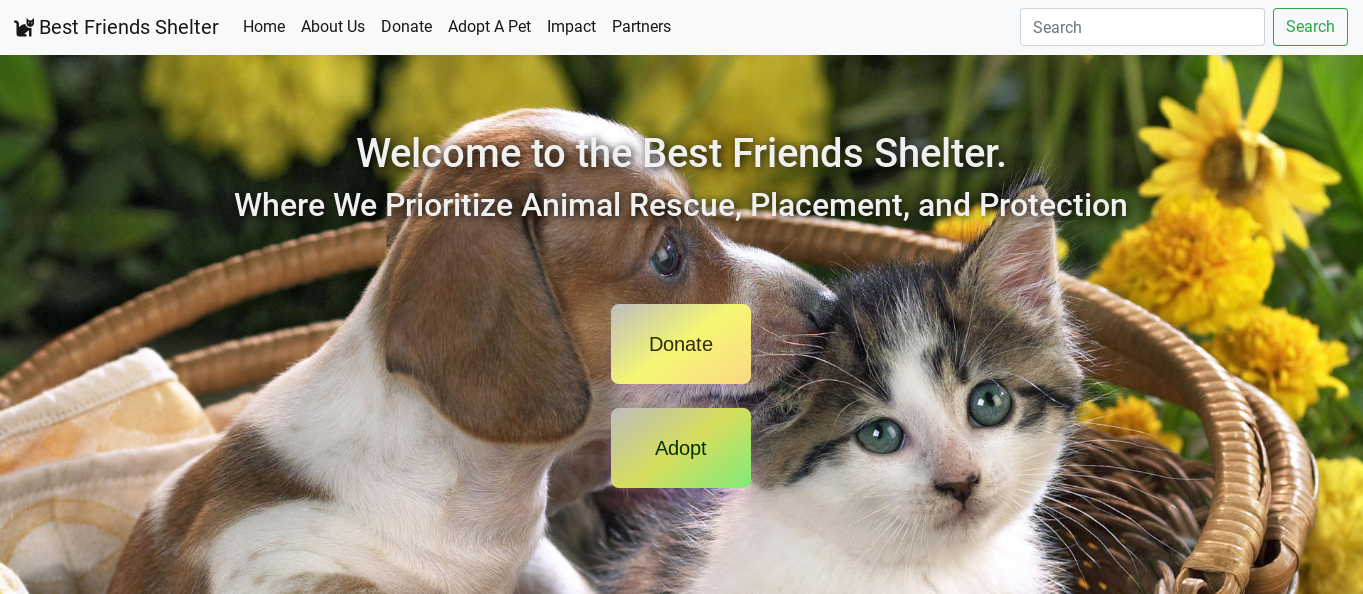 Best Friends Shelter Home About Us Donate Adopt A Pet Impact Partners Search Search
Welcome to the Best Friends Shelter.
Where We Prioritize Animal Rescue, Placement, and Protection
Donate
Adopt